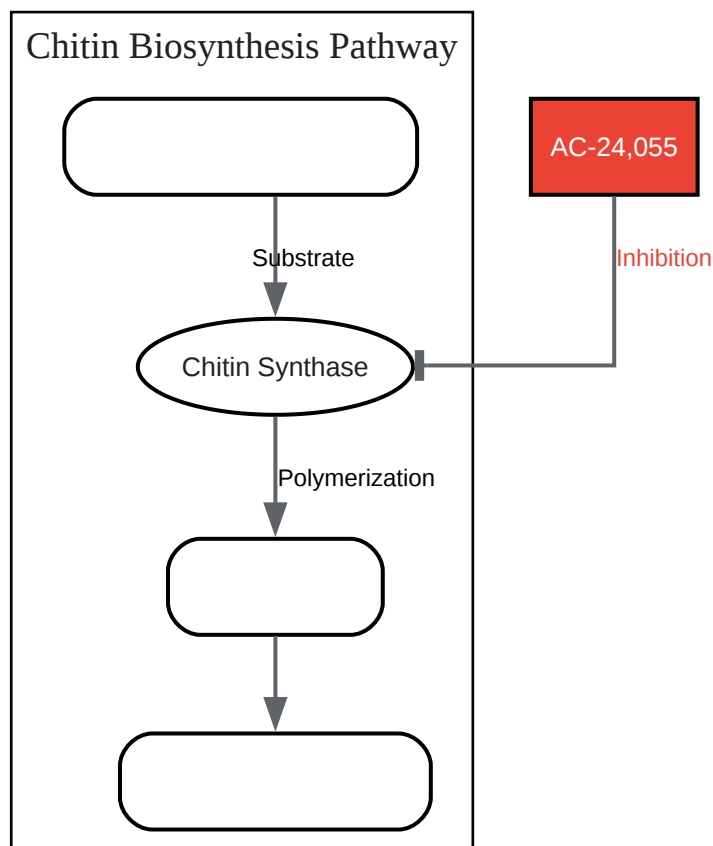 Chitin Biosynthesis Pathway
AC-24,055
Substrate
Inhibition
Chitin Synthase
Polymerization